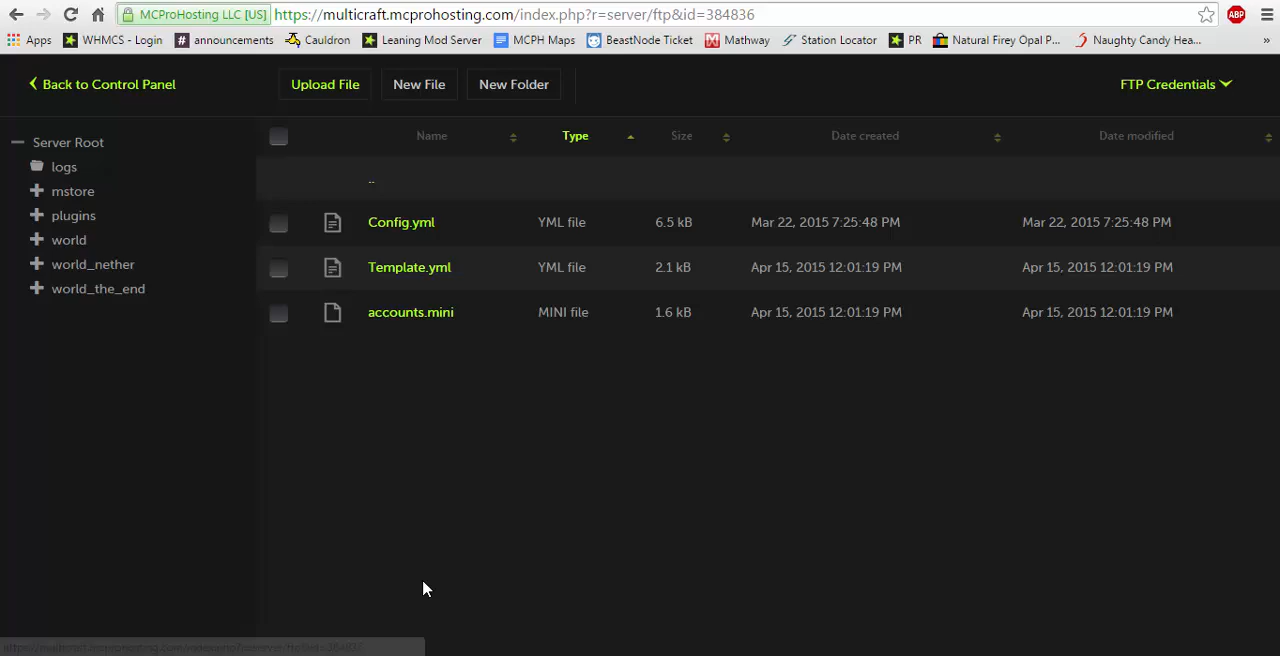 MCProHosting LLC [US] https://multicraft.mcprohosting.com/index.php?r=server/ftp&id=384836 ABP
Apps WHMCS - Login announcements Cauldron Leaning Mod Server MCPH Maps BeastNode Ticket Mathway Station Locator PR Natural Firey Opal P... Naughty Candy Hea... »
Back to Control Panel Upload File New File New Folder FTP Credentials
Name Type Size Date created Date modified
Server Root
logs
mstore
plugins
world
world_nether
world_the_end
..
Config.yml YML file 6.5 kB Mar 22, 2015 7:25:48 PM Mar 22, 2015 7:25:48 PM
Template.yml YML file 2.1 kB Apr 15, 2015 12:01:19 PM Apr 15, 2015 12:01:19 PM
accounts.mini MINI file 1.6 kB Apr 15, 2015 12:01:19 PM Apr 15, 2015 12:01:19 PM